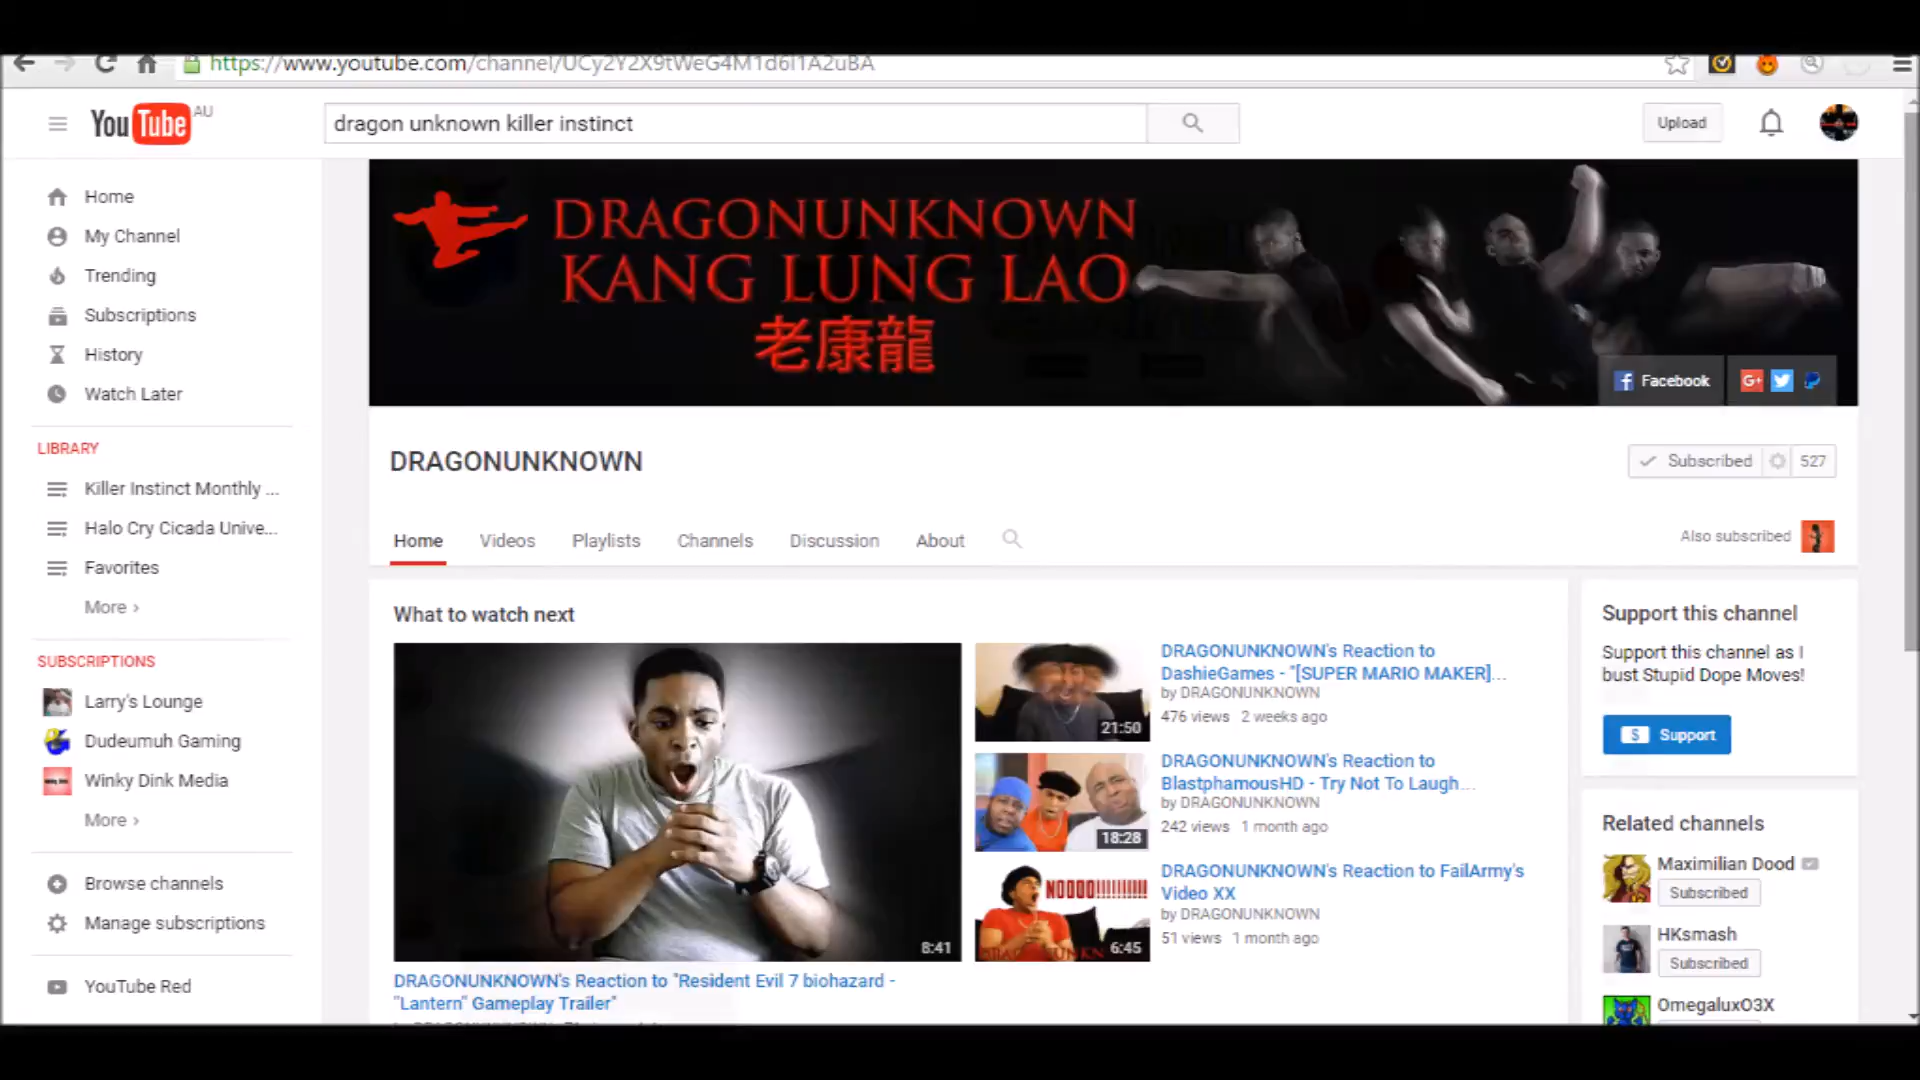 https://www.youtube.com/channel/UCy2Y2X9tWeG4M1d6l1A2uBA
YouTube AU
dragon unknown killer instinct
Upload
Home
My Channel
Trending
Subscriptions
History
Watch Later
LIBRARY
Killer Instinct Monthly ...
Halo Cry Cicada Unive...
Favorites
More ›
SUBSCRIPTIONS
Larry's Lounge
Dudeumuh Gaming
Winky Dink Media
More ›
Browse channels
Manage subscriptions
YouTube Red
DRAGONUNKNOWN
KANG LUNG LAO
老康龍
Facebook
DRAGONUNKNOWN
Subscribed 527
Home Videos Playlists Channels Discussion About
Also subscribed
What to watch next
8:41
DRAGONUNKNOWN's Reaction to "Resident Evil 7 biohazard -
"Lantern" Gameplay Trailer"
21:50
DRAGONUNKNOWN's Reaction to
DashieGames - "[SUPER MARIO MAKER]...
by DRAGONUNKNOWN
476 views 2 weeks ago
18:28
DRAGONUNKNOWN's Reaction to
BlastphamousHD - Try Not To Laugh...
by DRAGONUNKNOWN
242 views 1 month ago
NOOOO!!!!!!!!!!
6:45
DRAGONUNKNOWN's Reaction to FailArmy's
Video XX
by DRAGONUNKNOWN
51 views 1 month ago
Support this channel
Support this channel as I
bust Stupid Dope Moves!
$ Support
Related channels
Maximilian Dood
Subscribed
HKsmash
Subscribed
OmegaluxO3X